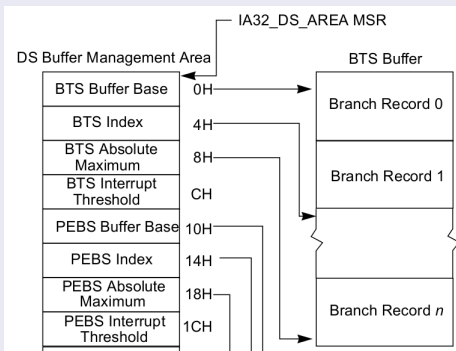 IA32_DS_AREA MSR
DS Buffer Management Area
BTS Buffer
BTS Buffer Base 0H
Branch Record 0
BTS Index 4H
BTS Absolute
Maximum 8H
Branch Record 1
BTS Interrupt
Threshold CH
PEBS Buffer Base 10H
PEBS Index 14H
PEBS Absolute
Maximum 18H
Branch Record n
PEBS Interrupt
Threshold 1CH